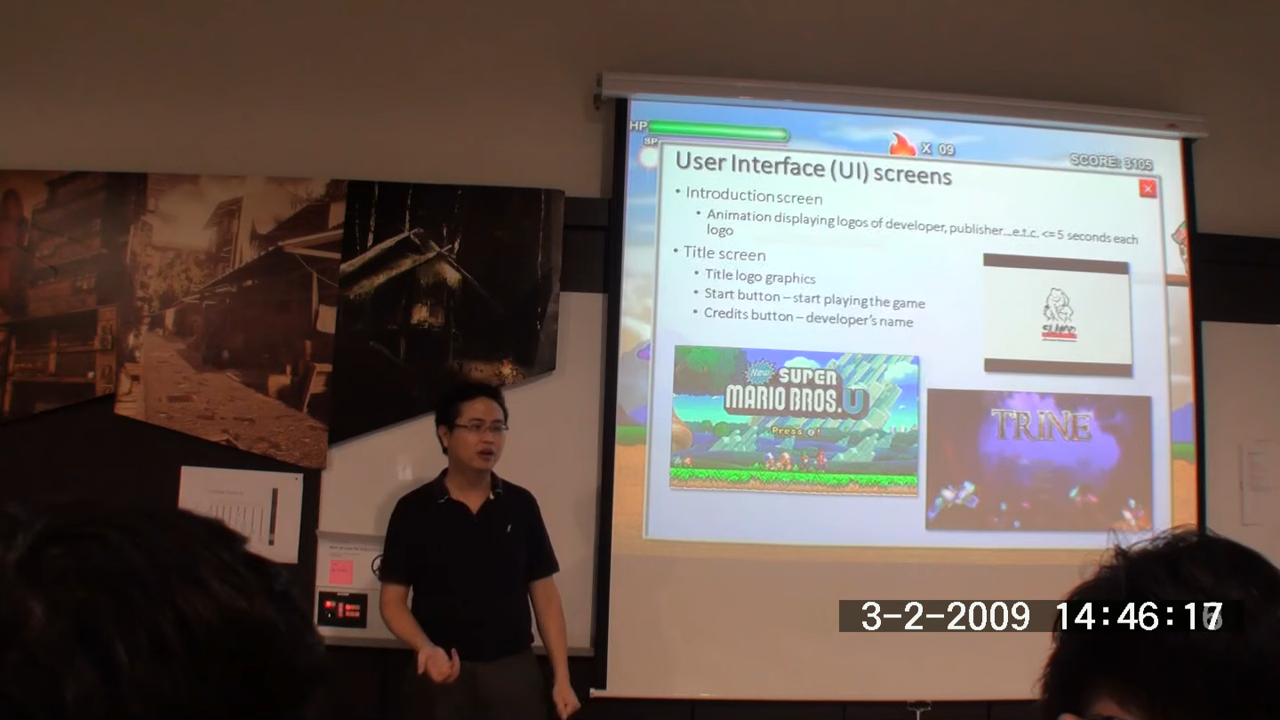 HP
SP
X 09
SCORE: 3105
User Interface (UI) screens
• Introduction screen
• Animation displaying logos of developer, publisher...e.t.c. <= 5 seconds each
logo
• Title screen
• Title logo graphics
• Start button – start playing the game
• Credits button – developer's name
New
SUPER
MARIO BROS. U
Press
TRINE
3-2-2009 14:46:17